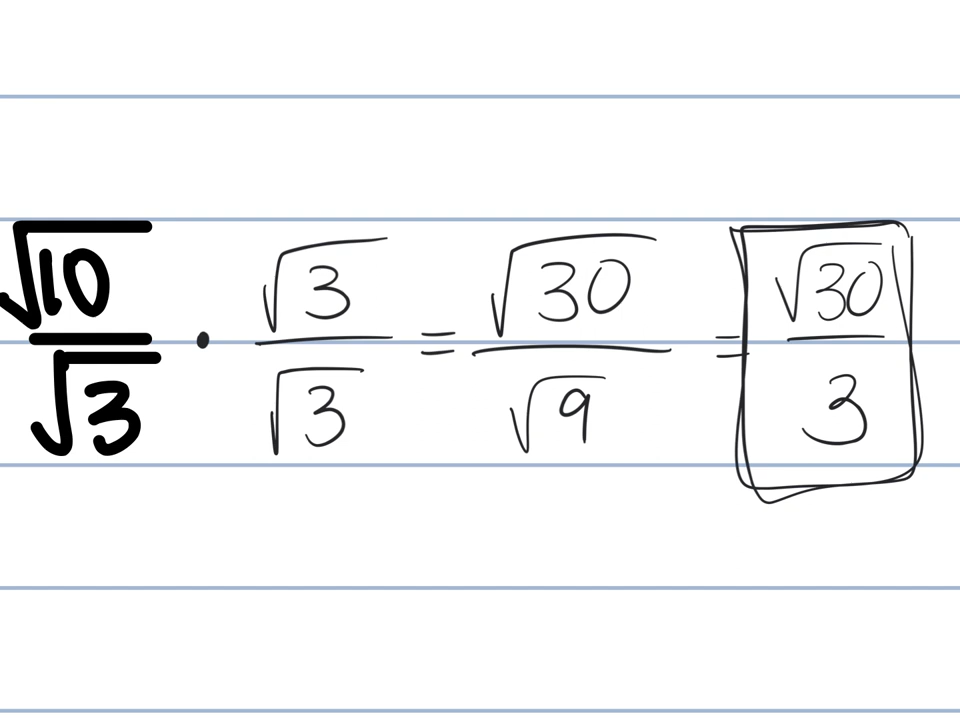 √10/√3 · √3/√3 = √30/√9 = √30/3